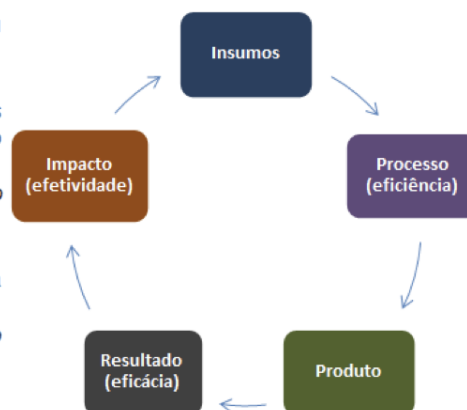 Insumos
Processo
(eficiência)
Produto
Resultado
(eficácia)
Impacto
(efetividade)